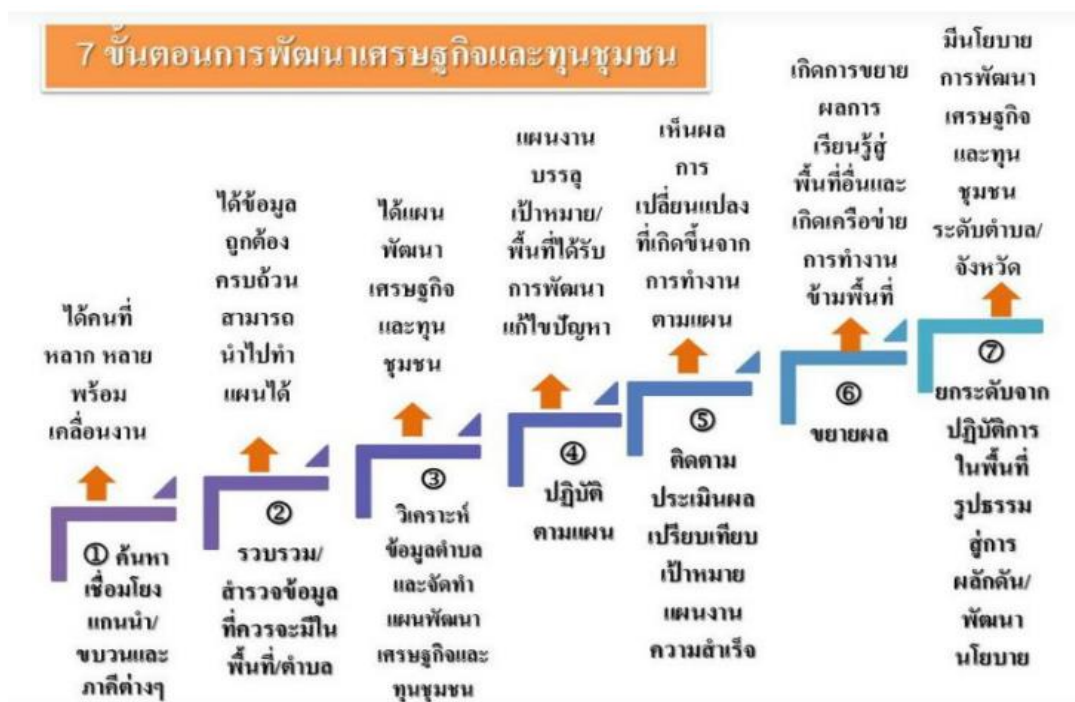 7 ขั้นตอนการพัฒนาเศรษฐกิจและทุนชุมชน
ได้คนที่
หลาก หลาย
พร้อม
เคลื่อนงาน
① ค้นหา
เชื่อมโยง
แกนนำ/
ขบวนและ
ภาคีต่างๆ
ได้ข้อมูล
ถูกต้อง
ครบถ้วน
สามารถ
นำไปทำ
แผนได้
②
รวบรวม/
สำรวจข้อมูล
ที่ควรจะมีใน
พื้นที่/ตำบล
ได้แผน
พัฒนา
เศรษฐกิจ
และทุน
ชุมชน
③
วิเคราะห์
ข้อมูลตำบล
และจัดทำ
แผนพัฒนา
เศรษฐกิจและ
ทุนชุมชน
แผนงาน
บรรลุ
เป้าหมาย/
พื้นที่ได้รับ
การพัฒนา
แก้ไขปัญหา
④
ปฏิบัติ
ตามแผน
เห็นผล
การ
เปลี่ยนแปลง
ที่เกิดขึ้นจาก
การทำงาน
ตามแผน
⑤
ติดตาม
ประเมินผล
เปรียบเทียบ
เป้าหมาย
แผนงาน
ความสำเร็จ
เกิดการขยาย
ผลการ
เรียนรู้สู่
พื้นที่อื่นและ
เกิดเครือข่าย
การทำงาน
ข้ามพื้นที่
⑥
ขยายผล
มีนโยบาย
การพัฒนา
เศรษฐกิจ
และทุน
ชุมชน
ระดับตำบล/
จังหวัด
⑦
ยกระดับจาก
ปฏิบัติการ
ในพื้นที่
รูปธรรม
สู่การ
ผลักดัน/
พัฒนา
นโยบาย